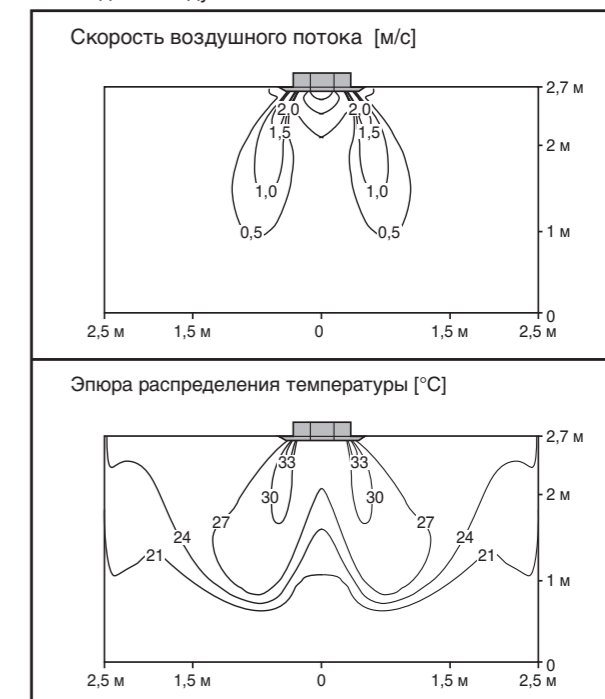 Скорость воздушного потока [м/с]
2,7 м
2,0 2,0
1,5 1,5
2 м
1,0 1,0
0,5 0,5
1 м
0
2,5 м 1,5 м 0 1,5 м 2,5 м
Эпюра распределения температуры [°C]
2,7 м
33 33
30 30
2 м
27 27
24 24
21 21
1 м
0
2,5 м 1,5 м 0 1,5 м 2,5 м